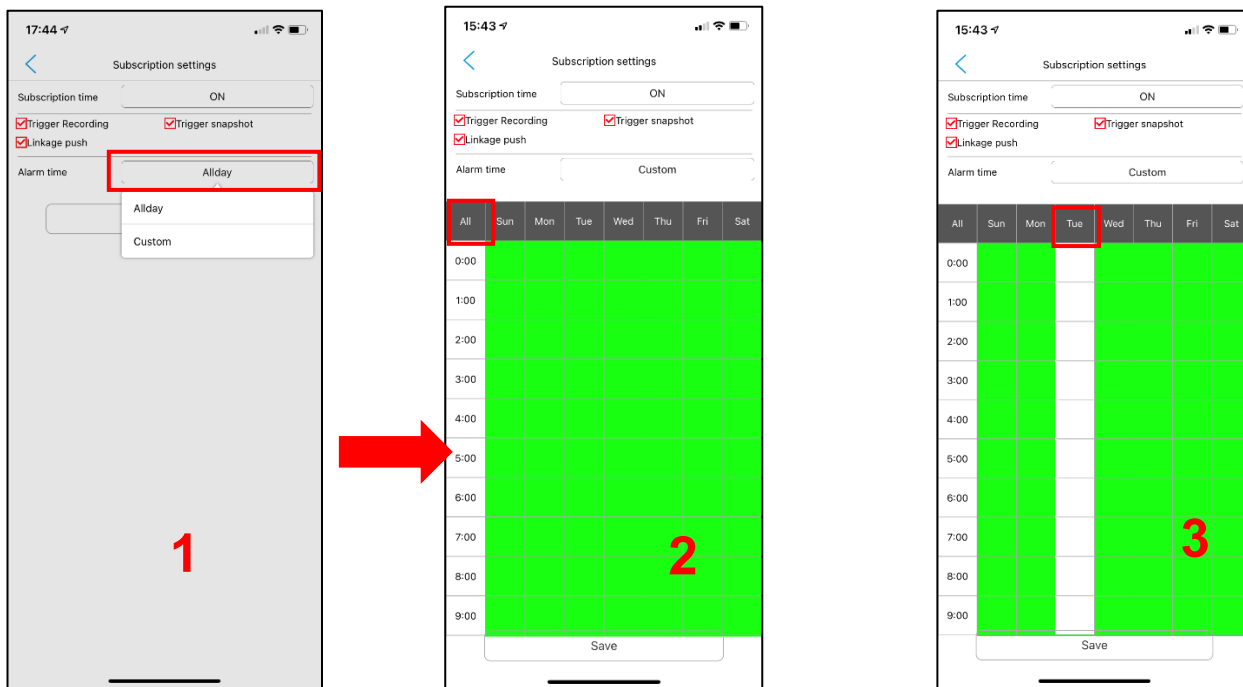 17:44
Subscription settings
Subscription time ON
Trigger Recording Trigger snapshot
Linkage push
Alarm time Allday
Allday
Custom
1
15:43
Subscription settings
Subscription time ON
Trigger Recording Trigger snapshot
Linkage push
Alarm time Custom
All Sun Mon Tue Wed Thu Fri Sat
0:00
1:00
2:00
3:00
4:00
5:00
6:00
7:00
8:00
9:00
Save
2
15:43
Subscription settings
Subscription time ON
Trigger Recording Trigger snapshot
Linkage push
Alarm time Custom
All Sun Mon Tue Wed Thu Fri Sat
0:00
1:00
2:00
3:00
4:00
5:00
6:00
7:00
8:00
9:00
Save
3